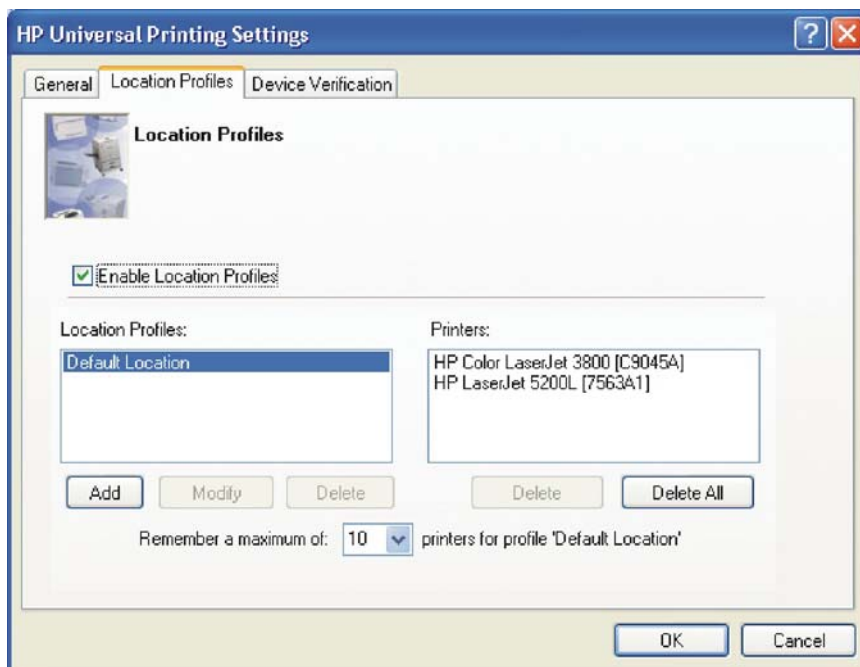 HP Universal Printing Settings
General Location Profiles Device Verification
Location Profiles
Enable Location Profiles
Location Profiles: Printers:
Default Location HP Color LaserJet 3800 [C9045A]
HP LaserJet 5200L [7563A1]
Add Modify Delete Delete Delete All
Remember a maximum of: 10 printers for profile 'Default Location'
OK Cancel